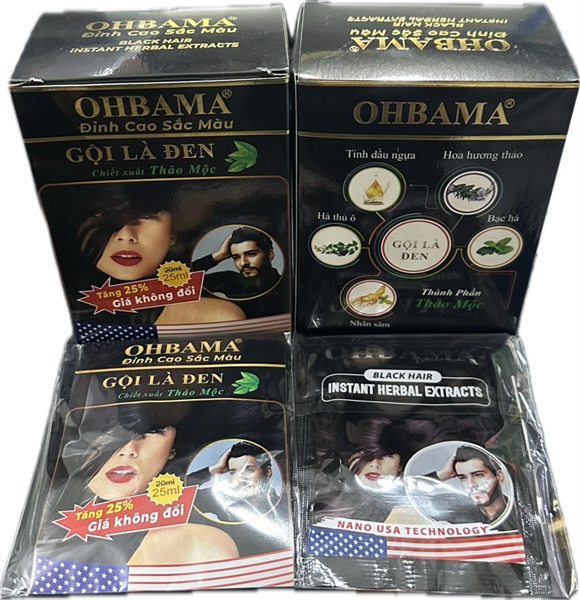 OHBAMA
Đỉnh Cao Sắc Màu
BLACK HAIR
INSTANT HERBAL EXTRACTS
OHBAMA®
Đỉnh Cao Sắc Màu
GỘI LÀ ĐEN
Chiết xuất Thảo Mộc
20ml
25ml
Tăng 25%
Giá không đổi
OHBAMA
Đỉnh Cao Sắc Màu
BLACK HAIR
INSTANT HERBAL EXTRACTS
OHBAMA®
Tinh dầu ngựa
Hoa hương thảo
Hà thủ ô
Bạc hà
GỘI LÀ
ĐEN
Thành Phần
Thảo Mộc
Nhân sâm
OHBAMA
Đỉnh Cao Sắc Màu
GỘI LÀ ĐEN
Chiết xuất Thảo Mộc
20ml
25ml
Tăng 25%
Giá không đổi
OHBAMA®
BLACK HAIR
INSTANT HERBAL EXTRACTS
NANO USA TECHNOLOGY